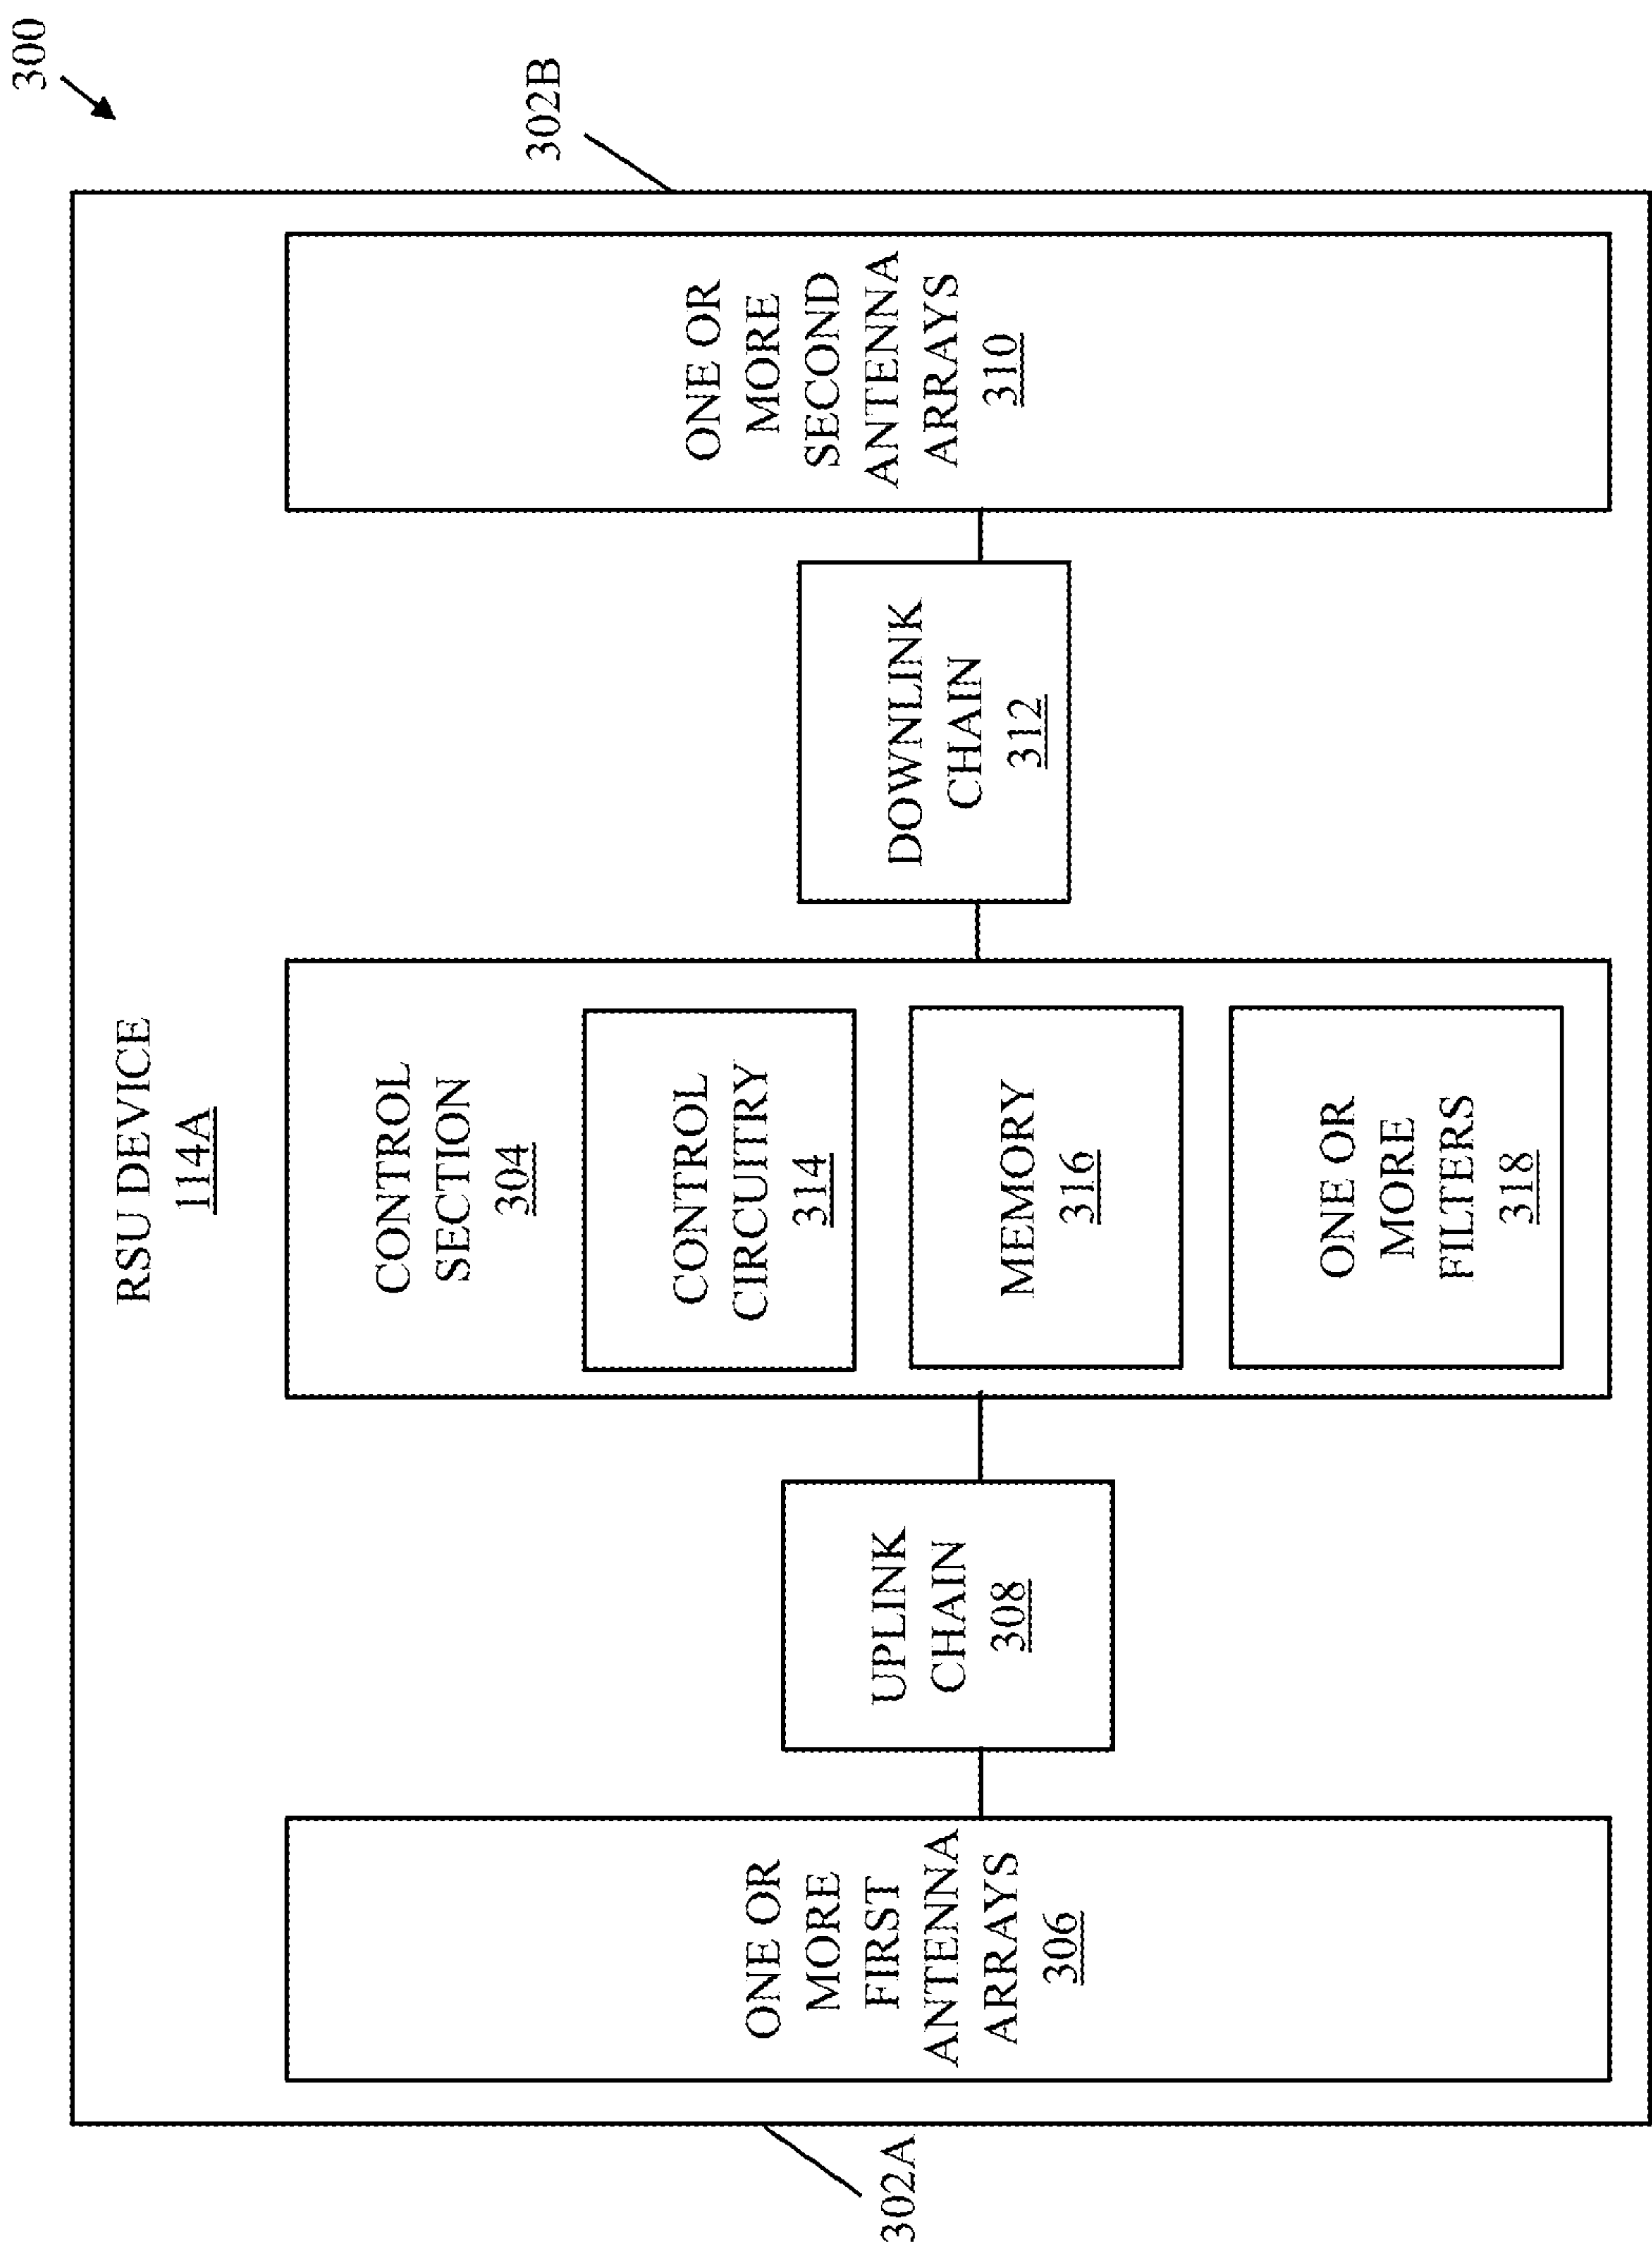 300
302B
RSU DEVICE
114A
CONTROL
SECTION
304
CONTROL
CIRCUITRY
314
MEMORY
316
ONE OR
MORE
FILTERS
318
ONE OR
MORE
FIRST
ANTENNA
ARRAYS
306
UPLINK
CHAIN
308
DOWNLINK
CHAIN
312
ONE OR
MORE
SECOND
ANTENNA
ARRAYS
310
302A